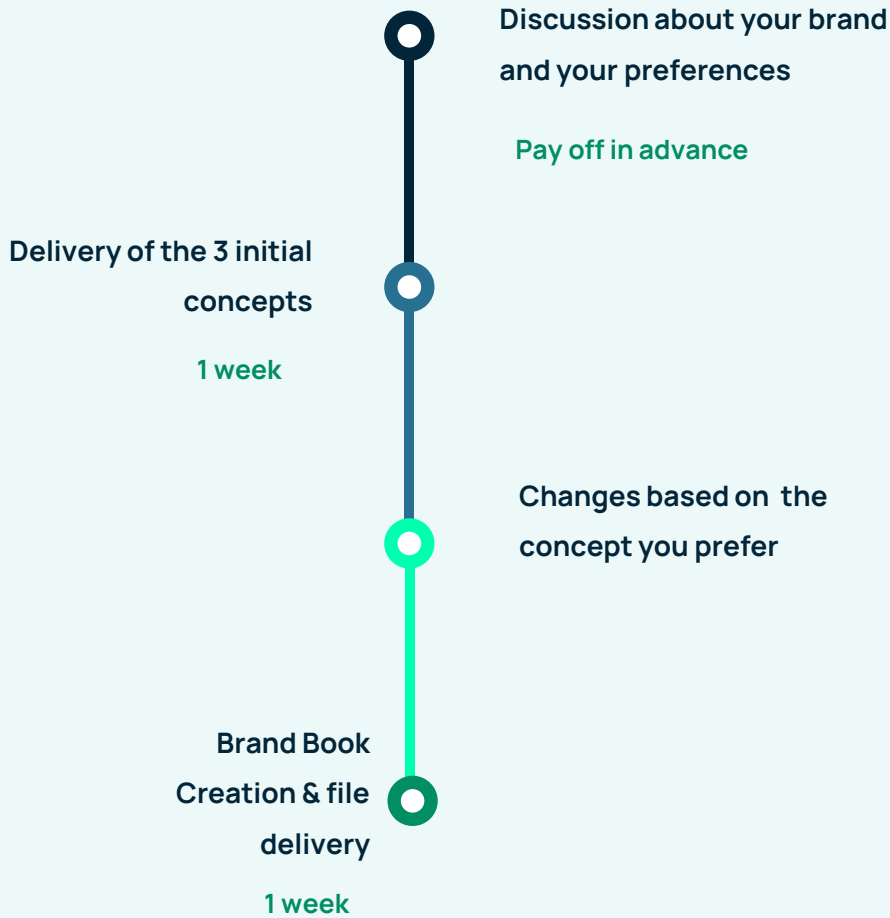 Discussion about your brand
and your preferences
Pay off in advance
Delivery of the 3 initial
concepts
1 week
Changes based on the
concept you prefer
Brand Book
Creation & file
delivery
1 week